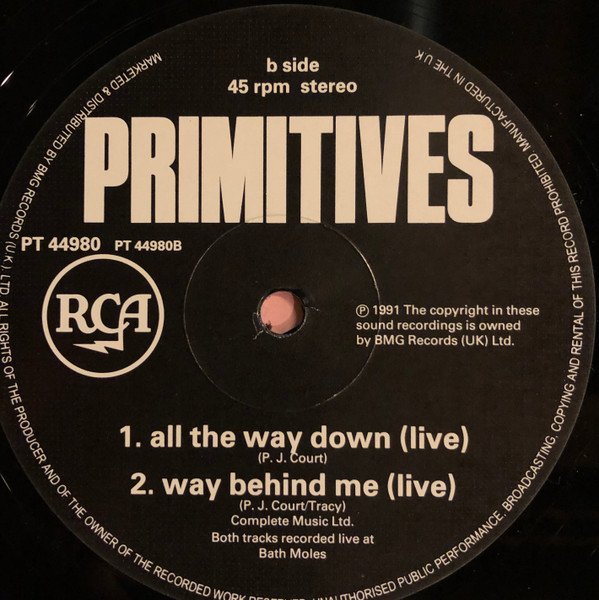 b side
45 rpm stereo
PRIMITIVES
PT 44980 PT 44980B
RCA
℗ 1991 The copyright in these
sound recordings is owned
by BMG Records (UK) Ltd.
1. all the way down (live)
(P. J. Court)
2. way behind me (live)
(P. J. Court/Tracy)
Complete Music Ltd.
Both tracks recorded live at
Bath Moles
MARKETED & DISTRIBUTED BY BMG RECORDS (UK) LTD. ALL RIGHTS OF THE PRODUCER AND OF THE OWNER OF THE RECORDED WORK RESERVED. UNAUTHORISED PUBLIC PERFORMANCE, BROADCASTING, COPYING AND RENTAL OF THIS RECORD PROHIBITED. MANUFACTURED IN THE UK